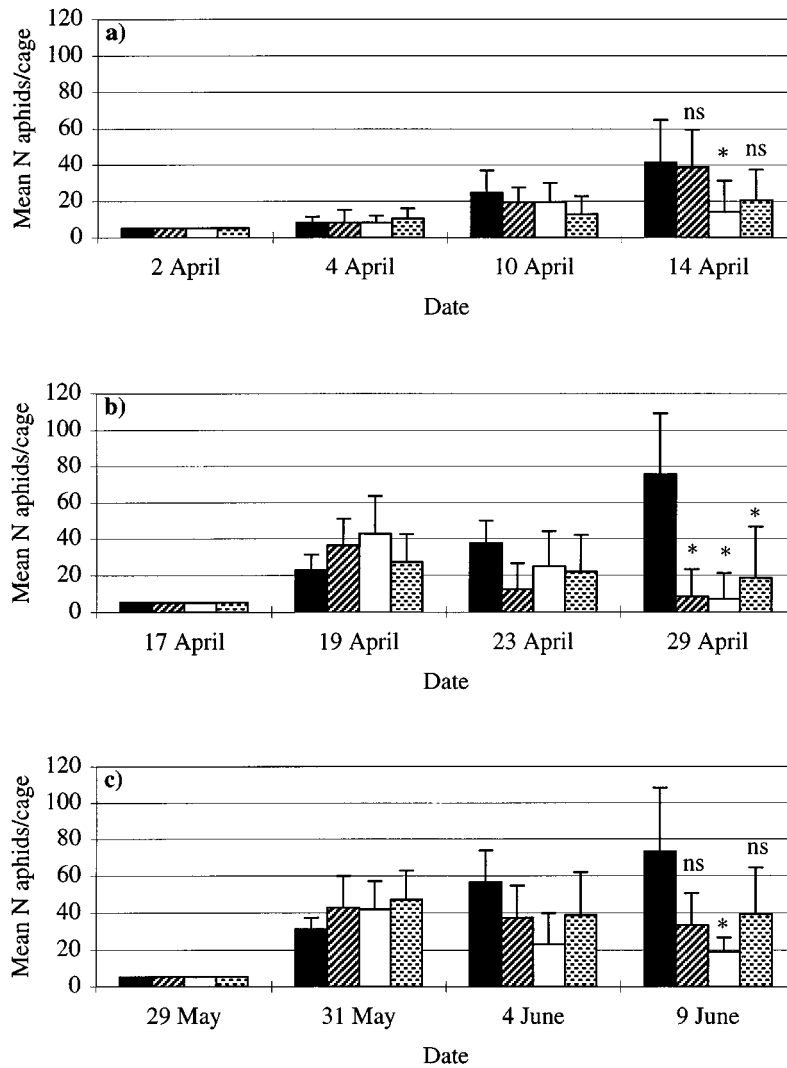 a)
Mean N aphids/cage
120
100
80
60
40
20
0
ns
*
ns
2 April 4 April 10 April 14 April
Date
b)
Mean N aphids/cage
120
100
80
60
40
20
0
* * *
17 April 19 April 23 April 29 April
Date
c)
Mean N aphids/cage
120
100
80
60
40
20
0
ns
*
ns
29 May 31 May 4 June 9 June
Date